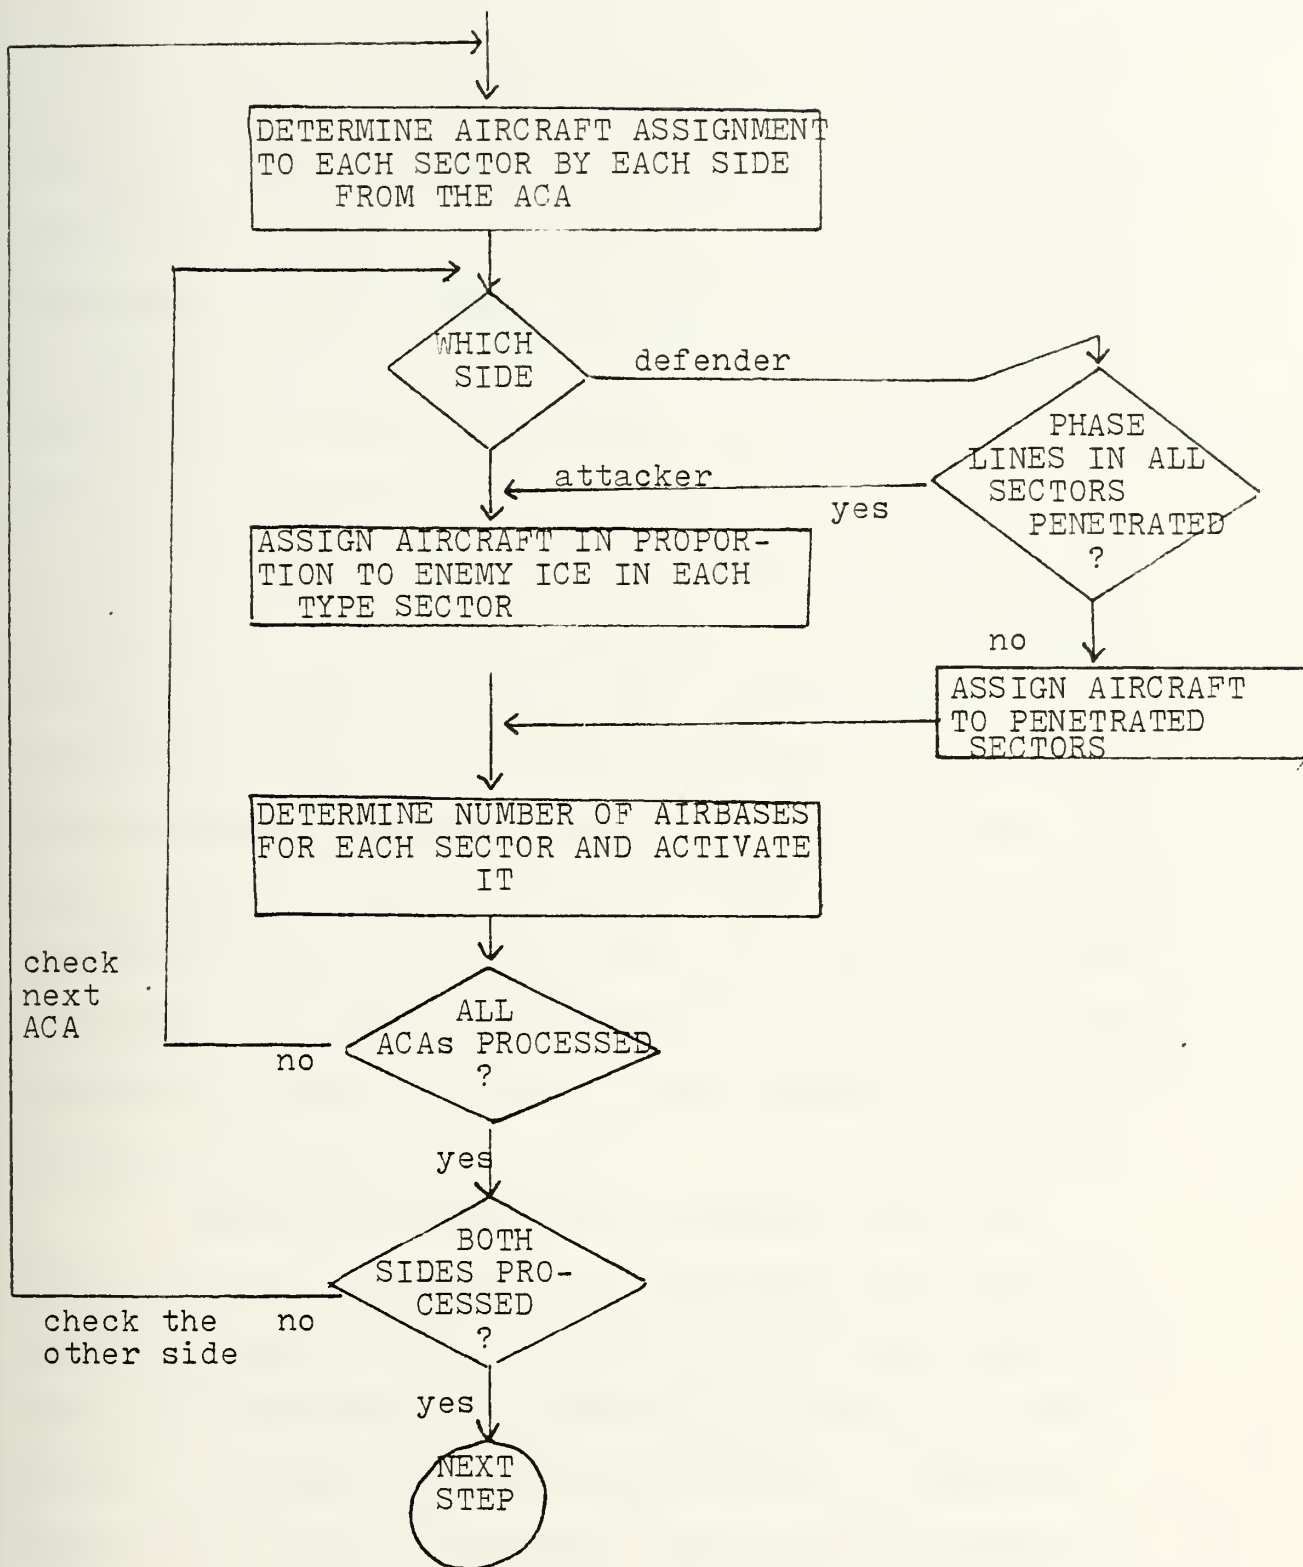 DETERMINE AIRCRAFT ASSIGNMENT
TO EACH SECTOR BY EACH SIDE
FROM THE ACA
WHICH
SIDE
defender
PHASE
LINES IN ALL
SECTORS
PENETRATED
?
attacker
yes
ASSIGN AIRCRAFT IN PROPOR-
TION TO ENEMY ICE IN EACH
TYPE SECTOR
no
ASSIGN AIRCRAFT
TO PENETRATED
SECTORS
DETERMINE NUMBER OF AIRBASES
FOR EACH SECTOR AND ACTIVATE
IT
check
next
ACA
ALL
ACAs PROCESSED
?
no
yes
BOTH
SIDES PRO-
CESSED
?
check the
other side
no
yes
NEXT
STEP